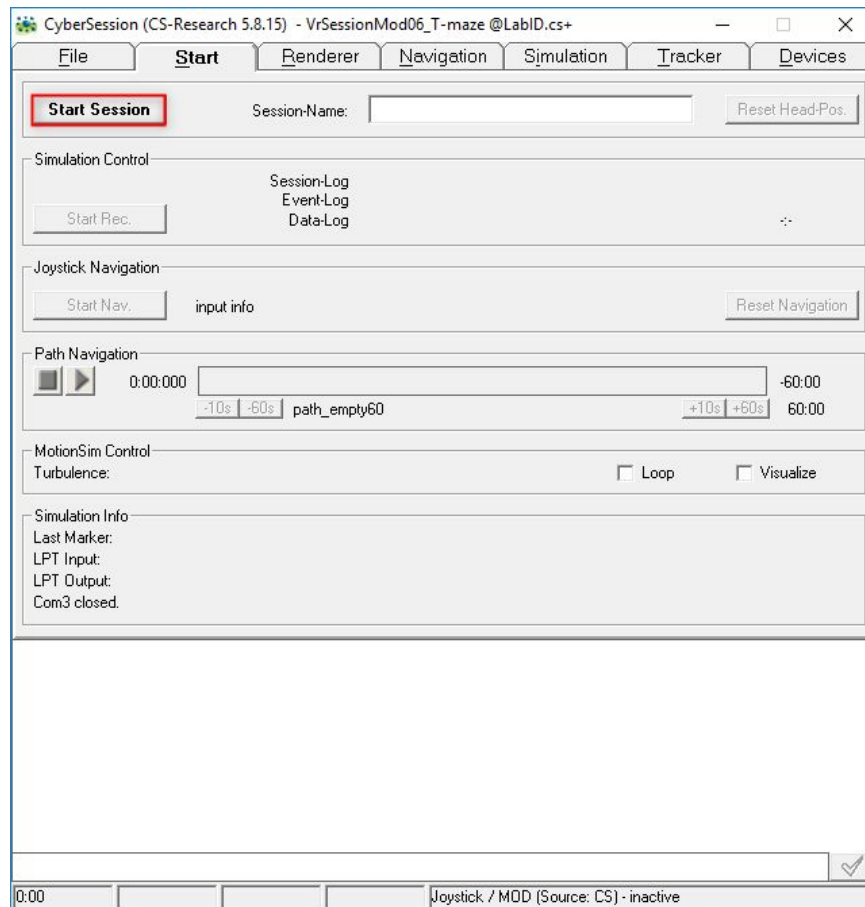 CyberSession (CS-Research 5.8.15) - VrSessionMod06_T-maze @LabID.cs+
File Start Renderer Navigation Simulation Tracker Devices
Start Session Session-Name: Reset Head-Pos.
Simulation Control
Session-Log
Event-Log
Start Rec. Data-Log -:-
Joystick Navigation
Start Nav. input info Reset Navigation
Path Navigation
0:00:000 -60:00
-10s -60s path_empty60 +10s +60s 60:00
MotionSim Control
Turbulence: Loop Visualize
Simulation Info
Last Marker:
LPT Input:
LPT Output:
Com3 closed.
0:00 Joystick / MOD (Source: CS) - inactive